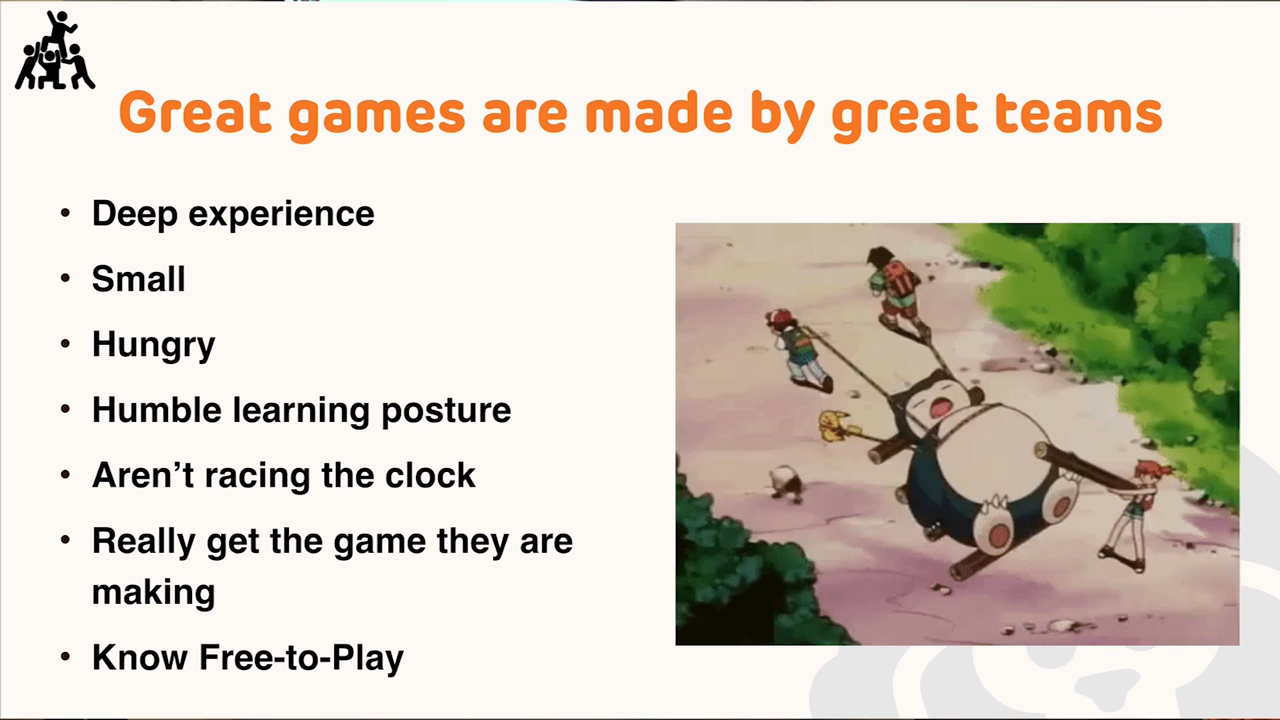 Great games are made by great teams
• Deep experience
• Small
• Hungry
• Humble learning posture
• Aren’t racing the clock
• Really get the game they are
making
• Know Free-to-Play